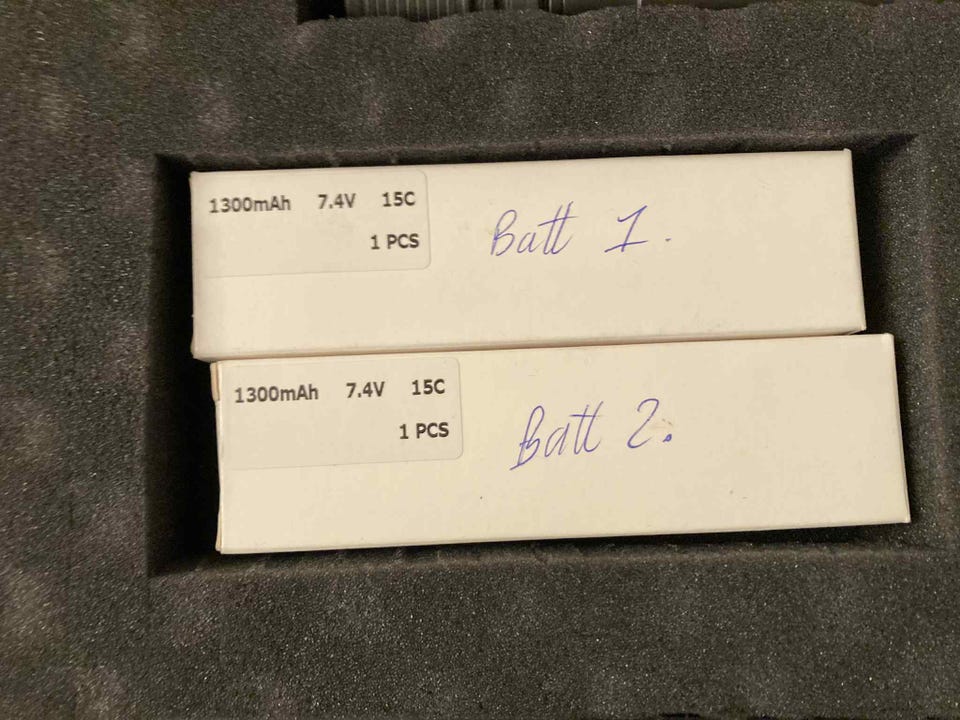 1300mAh 7.4V 15C
1 PCS
Batt 1.
1300mAh 7.4V 15C
1 PCS
Batt 2.